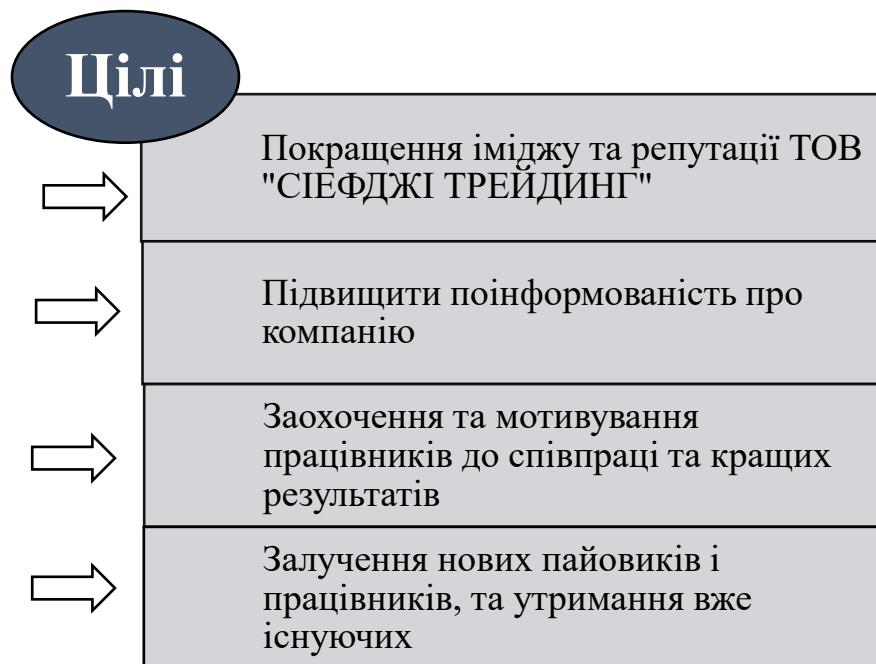 Цілі
Покращення іміджу та репутації ТОВ
"СІЕФДЖІ ТРЕЙДИНГ"
Підвищити поінформованість про
компанію
Заохочення та мотивування
працівників до співпраці та кращих
результатів
Залучення нових пайовиків і
працівників, та утримання вже
існуючих